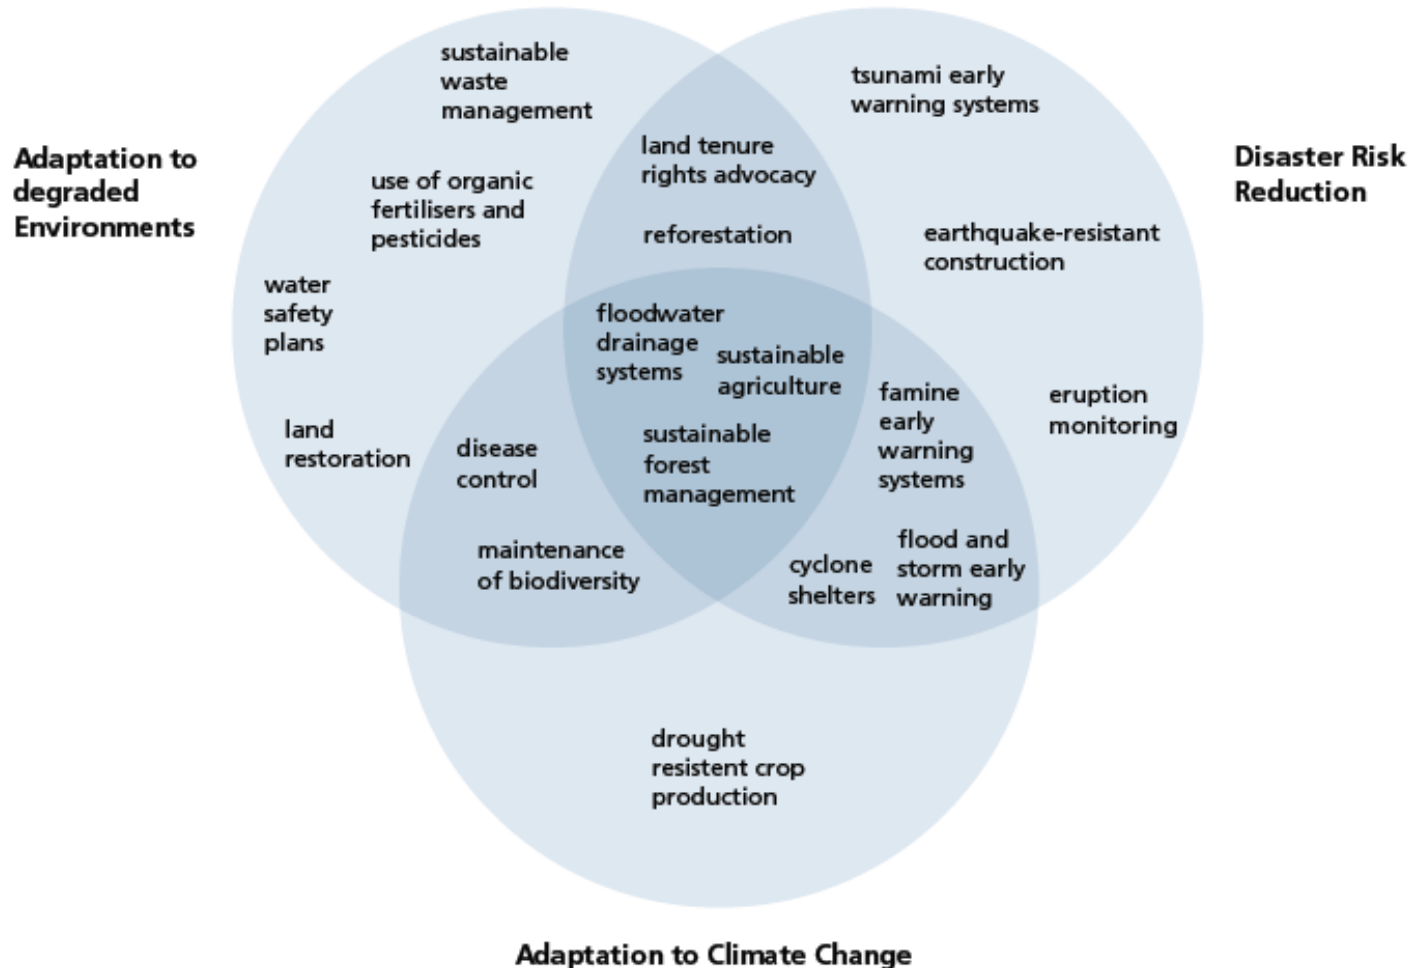 sustainable
waste
management
tsunami early
warning systems
Adaptation to
degraded
Environments
land tenure
rights advocacy
Disaster Risk
Reduction
use of organic
fertilisers and
pesticides
reforestation
earthquake-resistant
construction
water
safety
plans
floodwater
drainage
systems
sustainable
agriculture
famine
early
warning
systems
eruption
monitoring
land
restoration
disease
control
sustainable
forest
management
maintenance
of biodiversity
cyclone
shelters
flood and
storm early
warning
drought
resistent crop
production
Adaptation to Climate Change